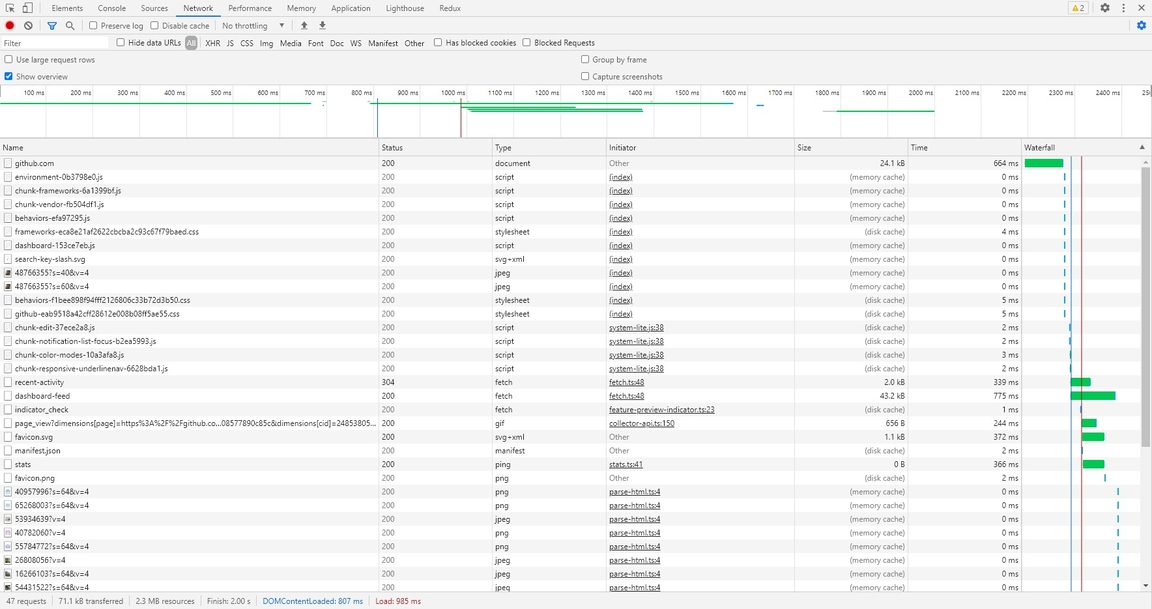 Elements Console Sources Network Performance Memory Application Lighthouse Redux 2
Preserve log Disable cache No throttling
Filter Hide data URLs All XHR JS CSS Img Media Font Doc WS Manifest Other Has blocked cookies Blocked Requests
Use large request rows Group by frame
Show overview Capture screenshots
100 ms 200 ms 300 ms 400 ms 500 ms 600 ms 700 ms 800 ms 900 ms 1000 ms 1100 ms 1200 ms 1300 ms 1400 ms 1500 ms 1600 ms 1700 ms 1800 ms 1900 ms 2000 ms 2100 ms 2200 ms 2300 ms 2400 ms
Name Status Type Initiator Size Time Waterfall
github.com 200 document Other 24.1 kB 664 ms
environment-0b3798e0.js 200 script (index) (memory cache) 0 ms
chunk-frameworks-6a1399bf.js 200 script (index) (memory cache) 0 ms
chunk-vendor-fb504df1.js 200 script (index) (memory cache) 0 ms
behaviors-efa97295.js 200 script (index) (memory cache) 0 ms
frameworks-eca8e21af2622cbcba2c93c67f79baed.css 200 stylesheet (index) (disk cache) 4 ms
dashboard-153ce7eb.js 200 script (index) (memory cache) 0 ms
search-key-slash.svg 200 svg+xml (index) (memory cache) 0 ms
48766355?s=40&v=4 200 jpeg (index) (memory cache) 0 ms
48766355?s=60&v=4 200 jpeg (index) (memory cache) 0 ms
behaviors-f1bee898f94fff2126806c33b72d3b50.css 200 stylesheet (index) (disk cache) 5 ms
github-eab9518a42cff28612e008b08ff5ae55.css 200 stylesheet (index) (disk cache) 5 ms
chunk-edit-37ece2a8.js 200 script system-lite.js:38 (disk cache) 2 ms
chunk-notification-list-focus-b2ea5993.js 200 script system-lite.js:38 (disk cache) 2 ms
chunk-color-modes-10a3afa8.js 200 script system-lite.js:38 (disk cache) 3 ms
chunk-responsive-underlinenav-6628bda1.js 200 script system-lite.js:38 (disk cache) 2 ms
recent-activity 304 fetch fetch.ts:48 2.0 kB 339 ms
dashboard-feed 200 fetch fetch.ts:48 43.2 kB 775 ms
indicator_check 200 fetch feature-preview-indicator.ts:23 (disk cache) 1 ms
page_view?dimensions[page]=https%3A%2F%2Fgithub.co...08577890c85c&dimensions[cid]=24853805... 200 gif collector-api.ts:150 656 B 244 ms
favicon.svg 200 svg+xml Other 1.1 kB 372 ms
manifest.json 200 manifest Other (disk cache) 2 ms
stats 200 ping stats.ts:41 0 B 366 ms
favicon.png 200 png Other (disk cache) 2 ms
40957996?s=64&v=4 200 png parse-html.ts:4 (memory cache) 0 ms
65268003?s=64&v=4 200 png parse-html.ts:4 (memory cache) 0 ms
53934639?v=4 200 jpeg parse-html.ts:4 (memory cache) 0 ms
40782060?v=4 200 png parse-html.ts:4 (memory cache) 0 ms
55784772?s=64&v=4 200 png parse-html.ts:4 (memory cache) 0 ms
26808056?v=4 200 jpeg parse-html.ts:4 (memory cache) 0 ms
16266103?s=64&v=4 200 jpeg parse-html.ts:4 (memory cache) 0 ms
54431522?s=64&v=4 200 jpeg parse-html.ts:4 (memory cache) 0 ms
47 requests 71.1 kB transferred 2.3 MB resources Finish: 2.00 s DOMContentLoaded: 807 ms Load: 985 ms